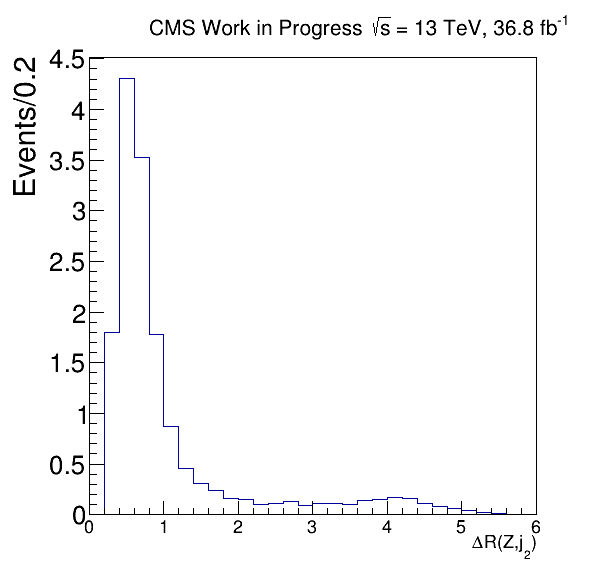 CMS Work in Progress √s = 13 TeV, 36.8 fb⁻¹
Events/0.2
4.5
4
3.5
3
2.5
2
1.5
1
0.5
0
0 1 2 3 4 5 6
ΔR(Z,j₂)